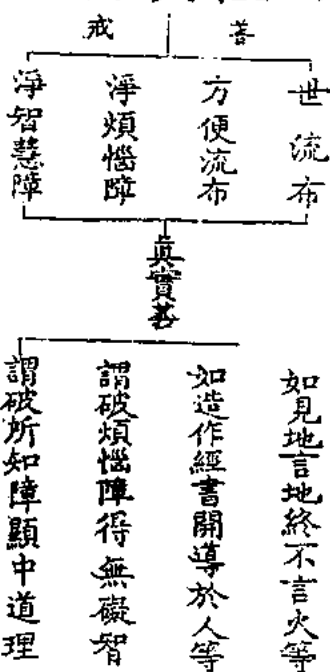 善
戒
世流布
方便流布
淨煩惱障
淨智慧障
眞實義
如見地言地終不言火等
如造作經書開導於人等
謂破煩惱障得無礙智
謂破所知障顯中道理